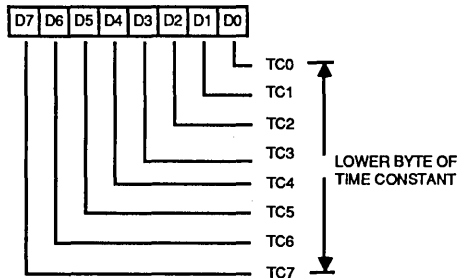 D7 D6 D5 D4 D3 D2 D1 D0
TC0
TC1
TC2
TC3
LOWER BYTE OF
TIME CONSTANT
TC4
TC5
TC6
TC7